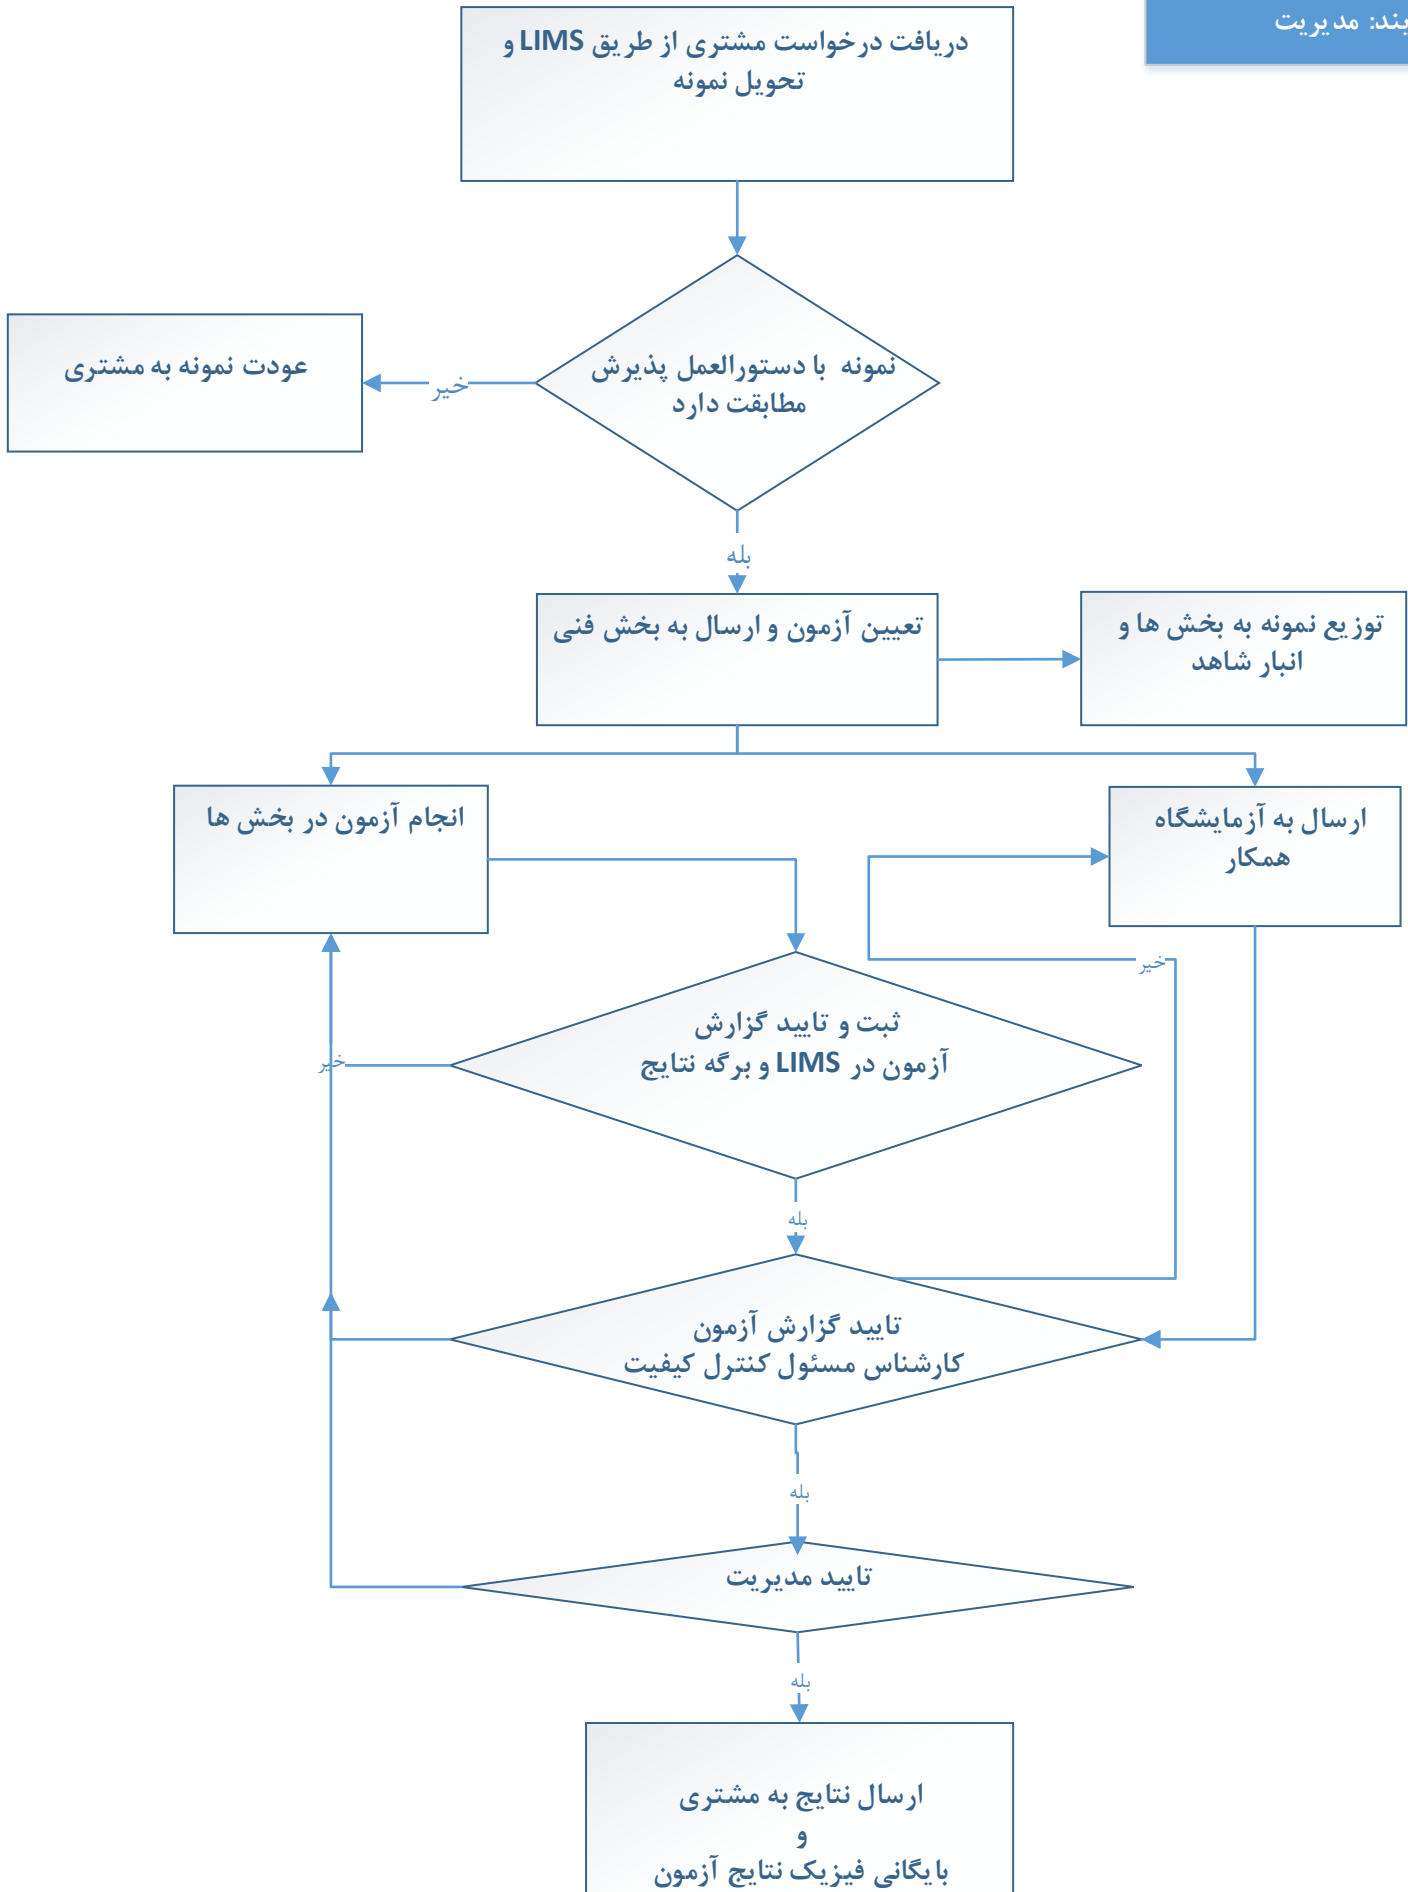 یند: مدیریت
دریافت درخواست مشتری از طریق LIMS و
تحویل نمونه
نمونه با دستورالعمل پذیرش
مطابقت دارد
خیر
عودت نمونه به مشتری
بله
تعیین آزمون و ارسال به بخش فنی
توزیع نمونه به بخش ها و
انبار شاهد
انجام آزمون در بخش ها
ارسال به آزمایشگاه
همکار
خیر
ثبت و تایید گزارش
آزمون در LIMS و برگه نتایج
خیر
بله
تایید گزارش آزمون
کارشناس مسئول کنترل کیفیت
بله
تایید مدیریت
بله
ارسال نتایج به مشتری
و
بایگانی فیزیک نتایج آزمون